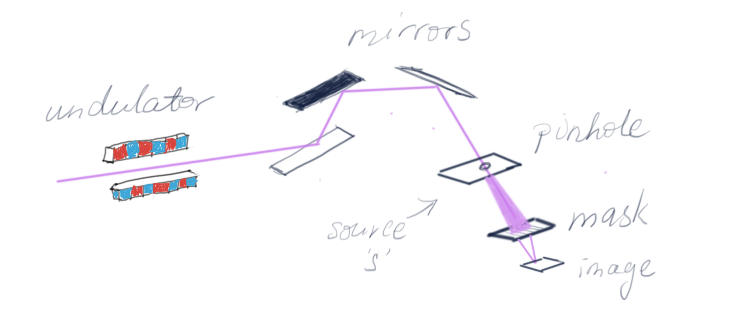 mirrors
undulator
pinhole
source
's'
mask
image